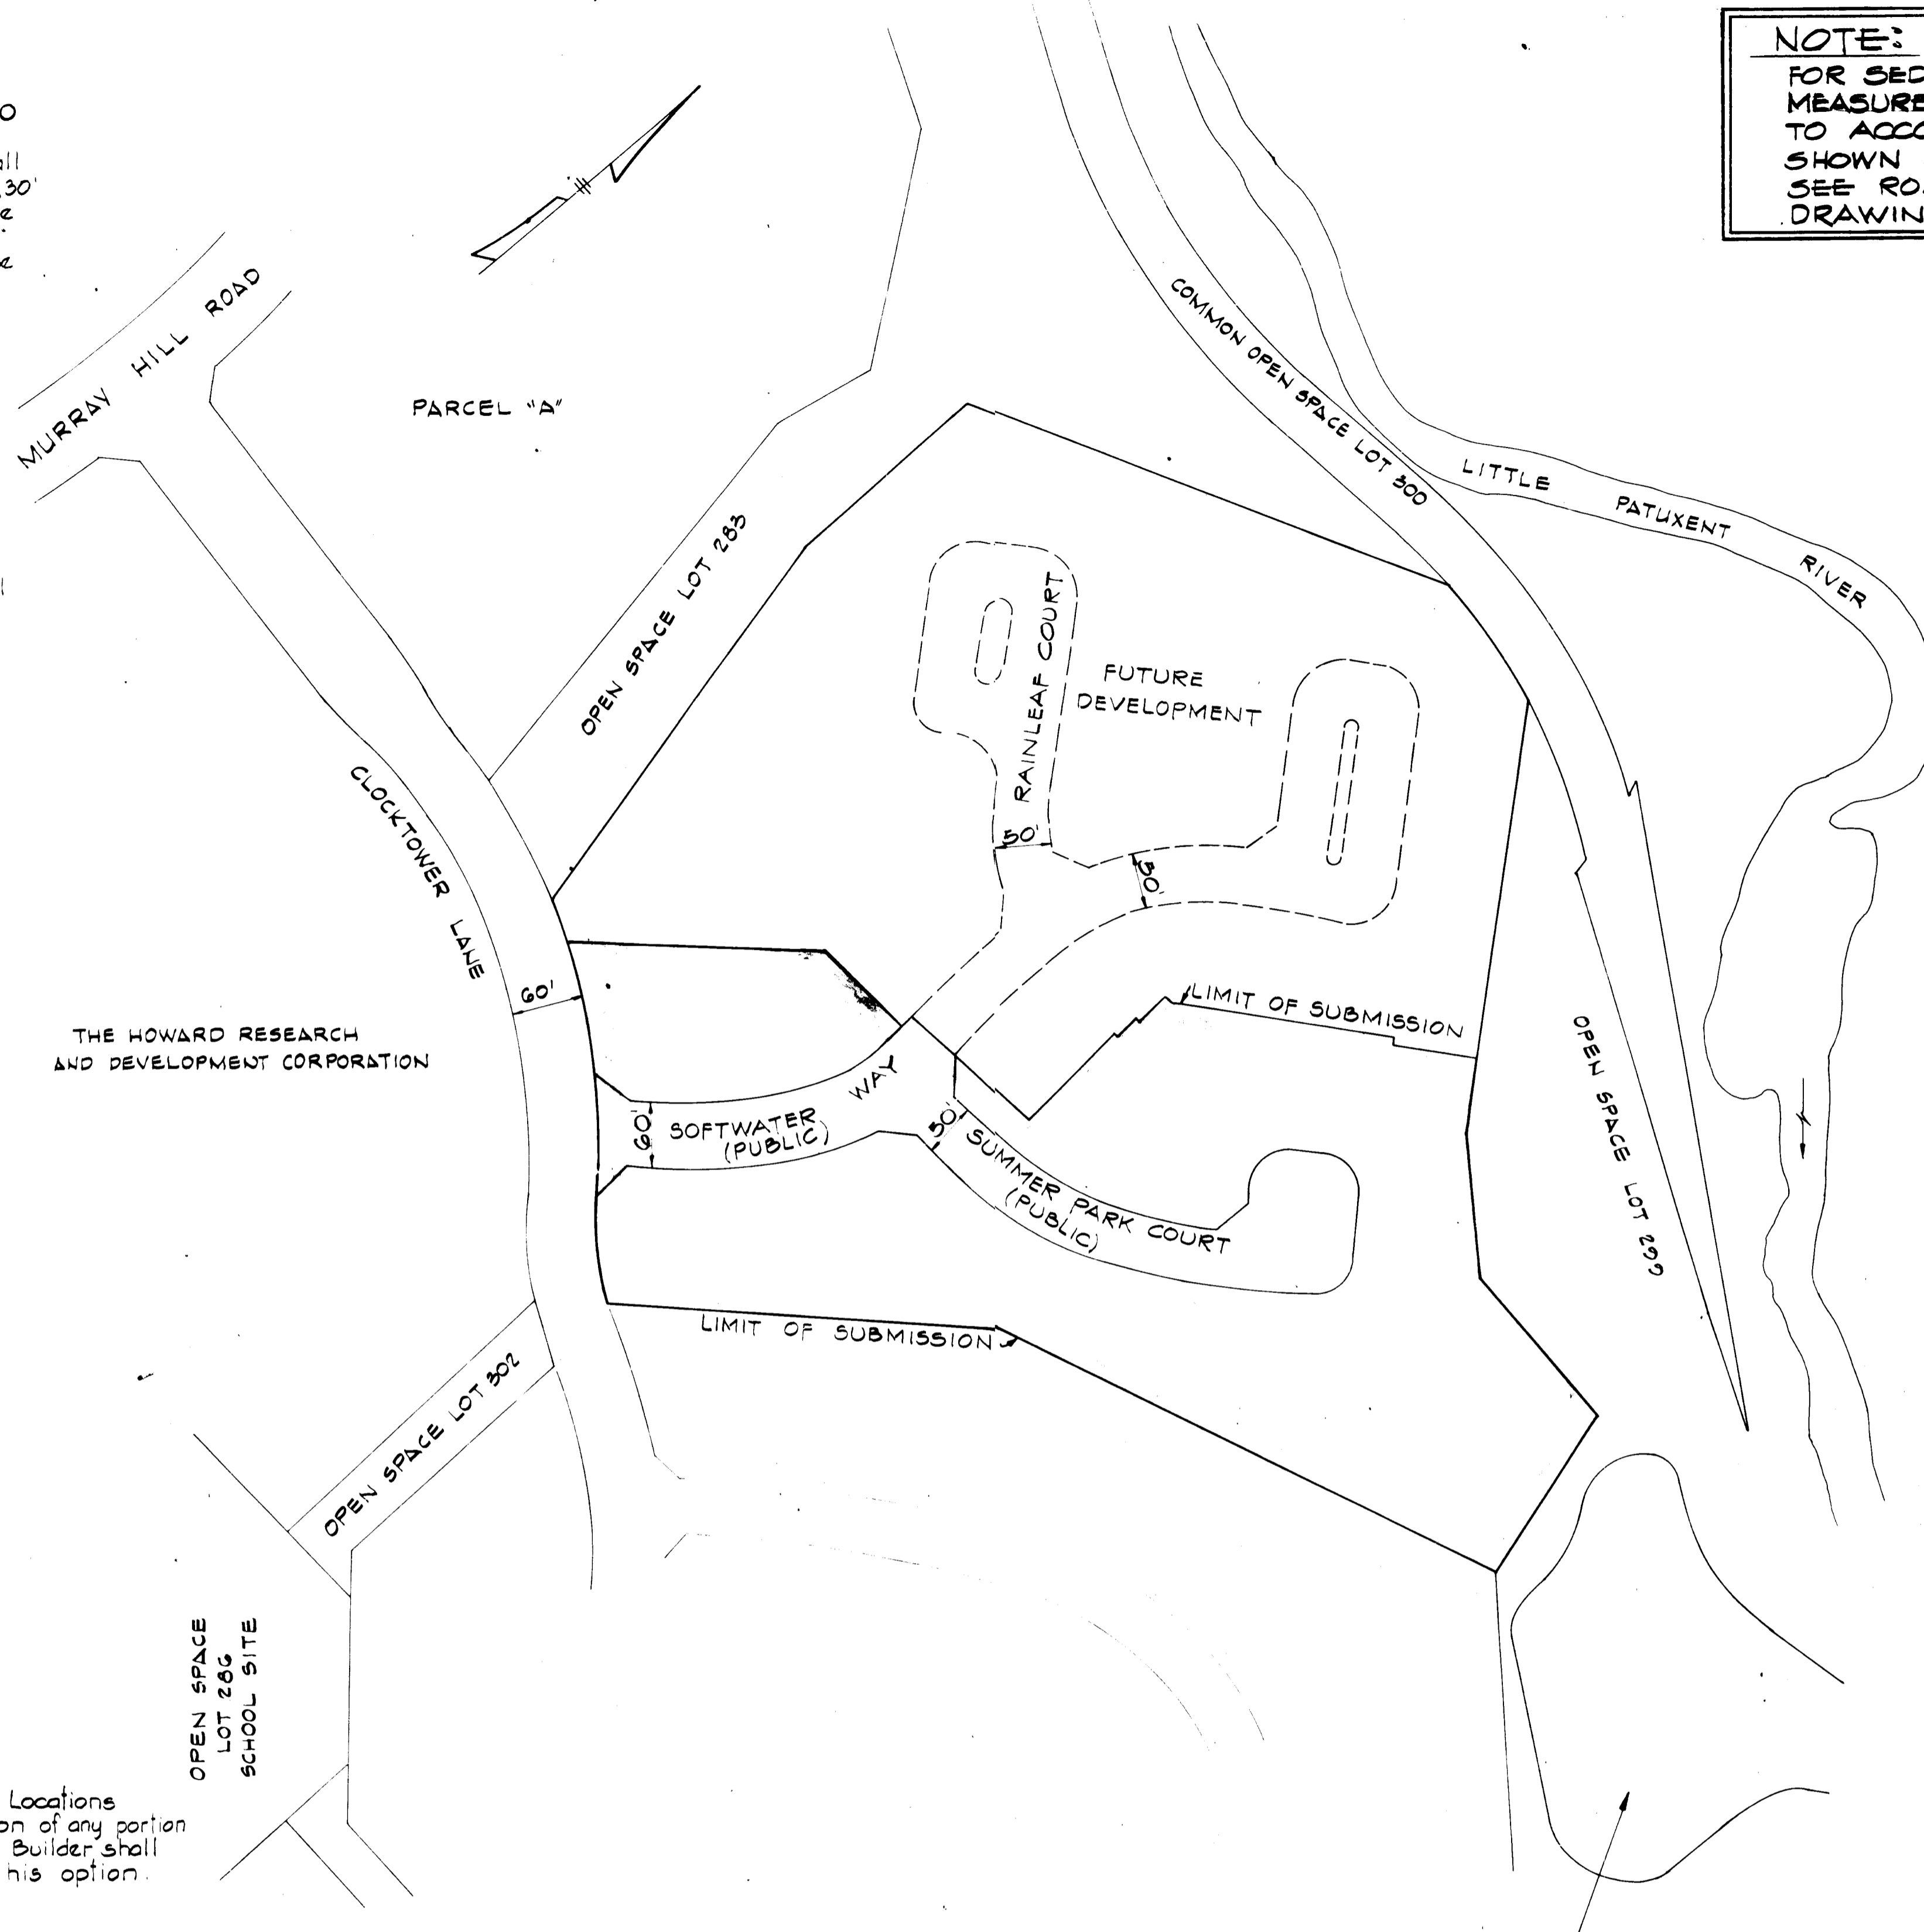 NOTE:
FOR SED
MEASURE
TO ACCO
SHOWN
SEE RO
DRAWIN
all
30'
MURRAY HILL ROAD
PARCEL "A"
COMMON OPEN SPACE LOT 300
LITTLE PATUXENT RIVER
OPEN SPACE LOT 283
RAINLEAF COURT
FUTURE
DEVELOPMENT
50'
50'
CLOCKTOWER LANE
60'
LIMIT OF SUBMISSION
THE HOWARD RESEARCH
AND DEVELOPMENT CORPORATION
OPEN SPACE LOT 299
60'
SOFTWATER WAY
(PUBLIC)
50'
SUMMER PARK COURT
(PUBLIC)
LIMIT OF SUBMISSION
OPEN SPACE LOT 302
OPEN SPACE
LOT 286
SCHOOL SITE
Locations
on of any portion
Builder shall
his option.